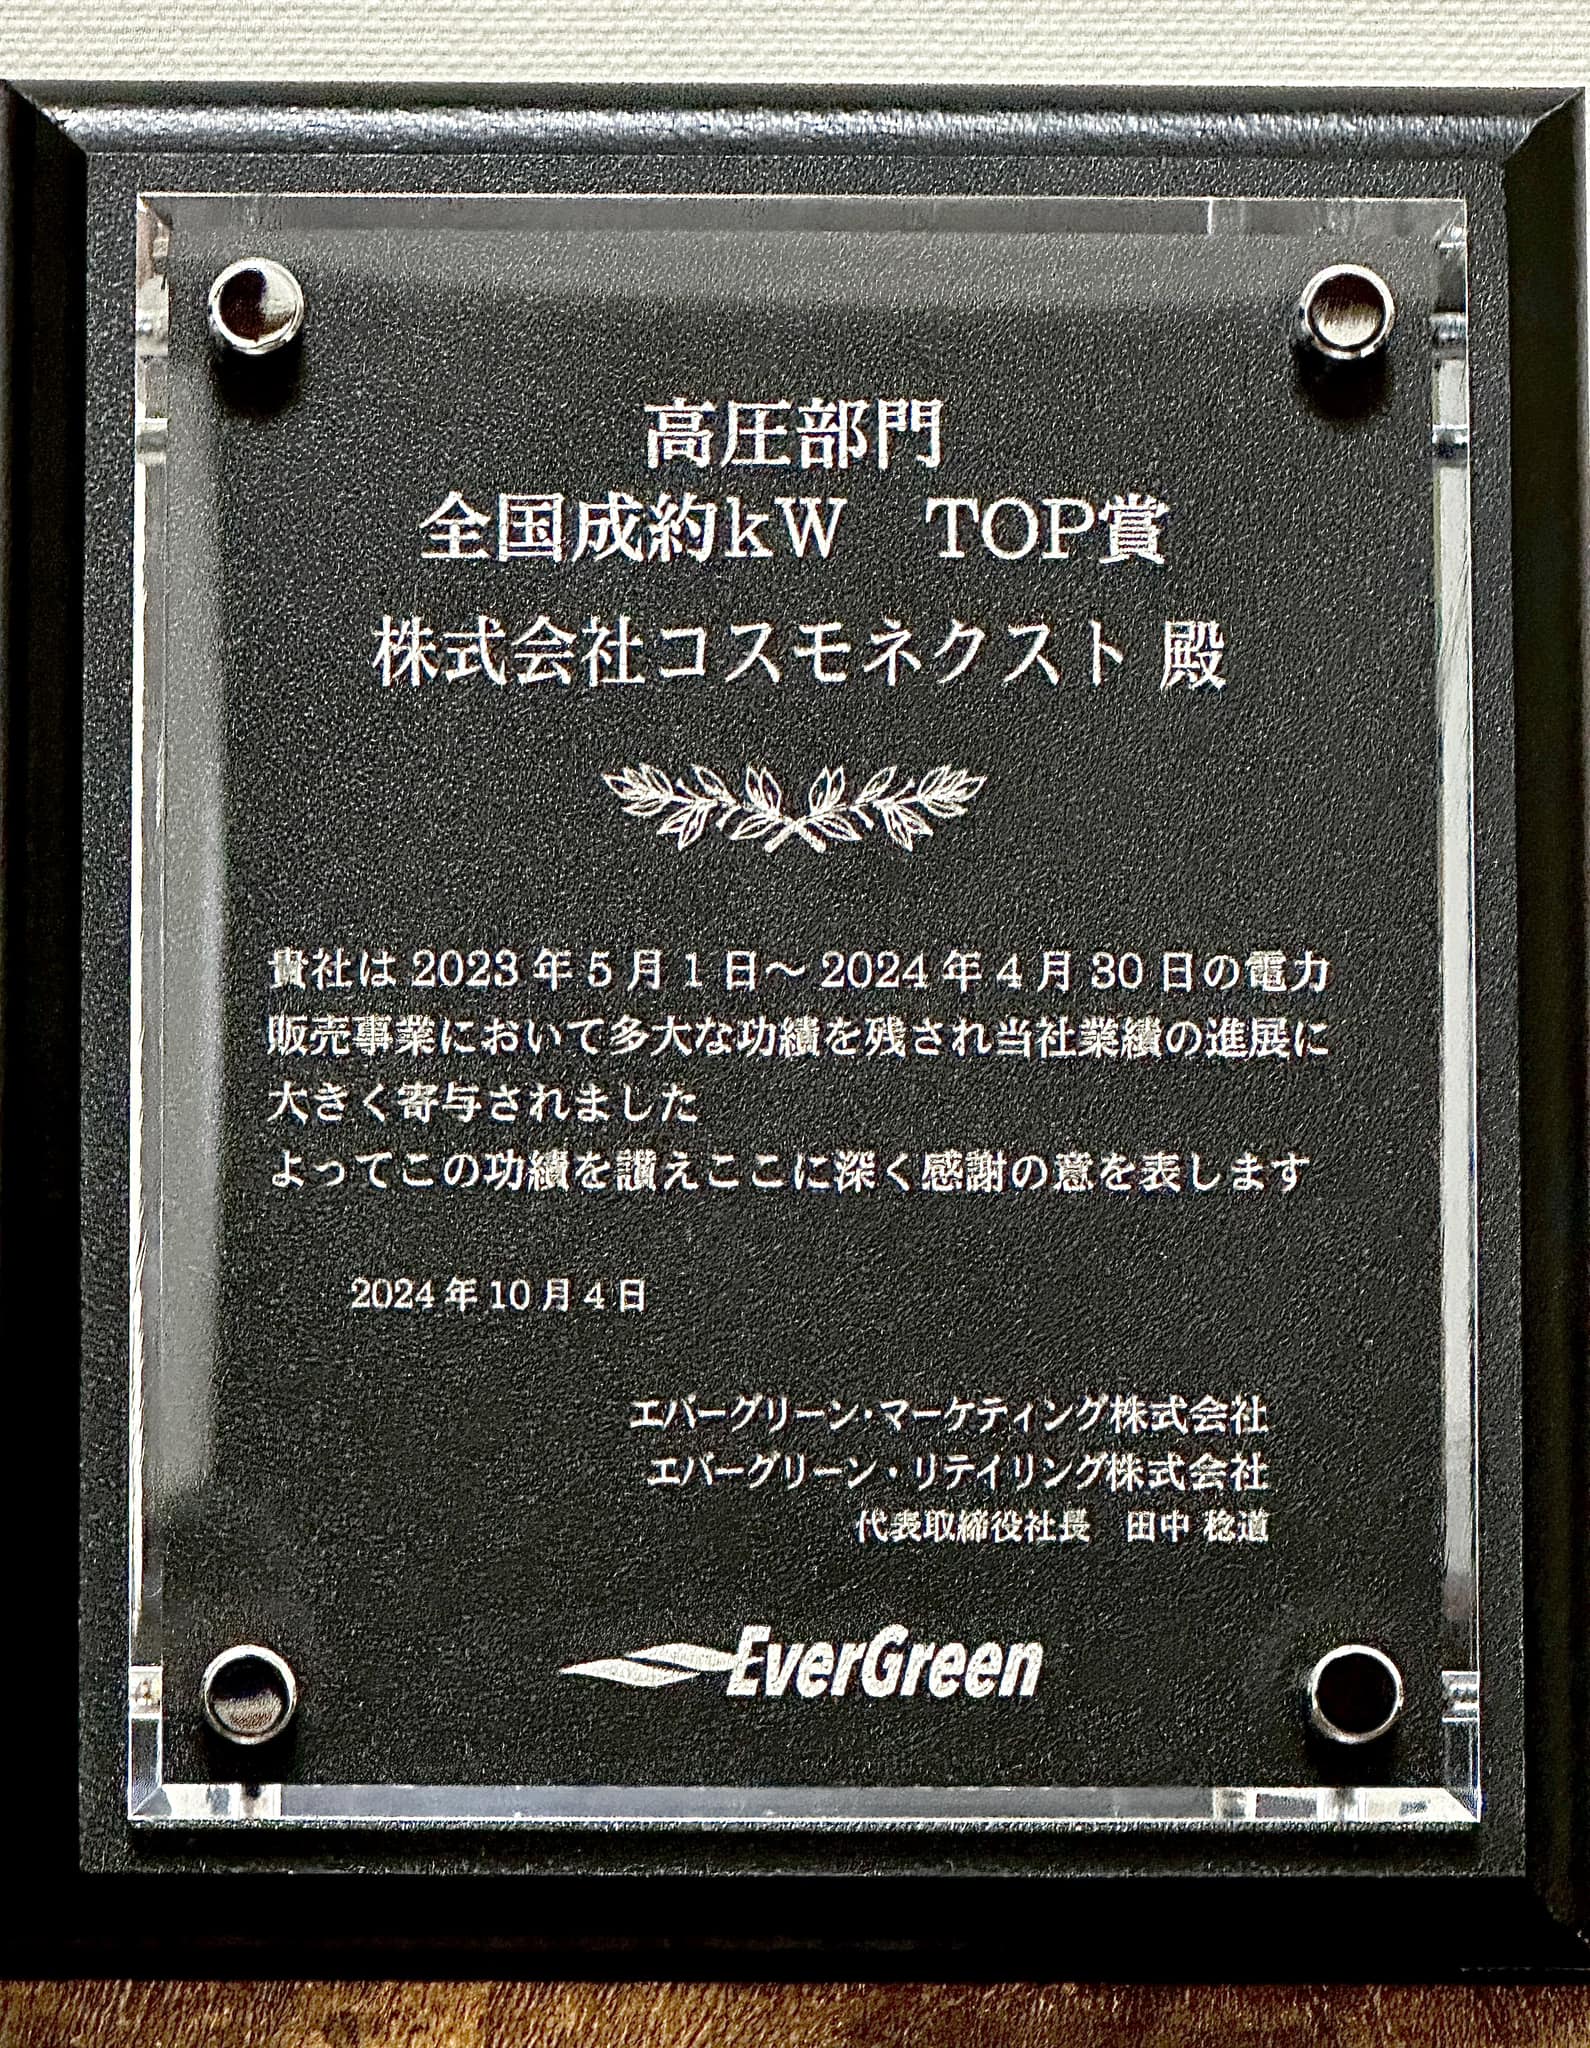 高圧部門
全国成約kW　TOP賞
株式会社コスモネクスト 殿
貴社は 2023 年 5 月 1 日～ 2024 年 4 月 30 日の電力
販売事業において多大な功績を残され当社業績の進展に
大きく寄与されました
よってこの功績を讃えここに深く感謝の意を表します
2024 年 10 月 4 日
エバーグリーン・マーケティング株式会社
エバーグリーン・リテイリング株式会社
代表取締役社長　田中 稔道
EverGreen